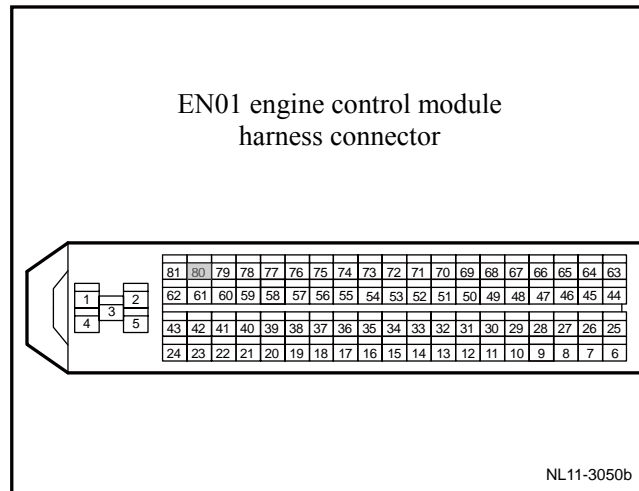 EN01 engine control module
harness connector
81 80 79 78 77 76 75 74 73 72 71 70 69 68 67 66 65 64 63
1 2
62 61 60 59 58 57 56 55 54 53 52 51 50 49 48 47 46 45 44
3
4 5
43 42 41 40 39 38 37 36 35 34 33 32 31 30 29 28 27 26 25
24 23 22 21 20 19 18 17 16 15 14 13 12 11 10 9 8 7 6
NL11-3050b